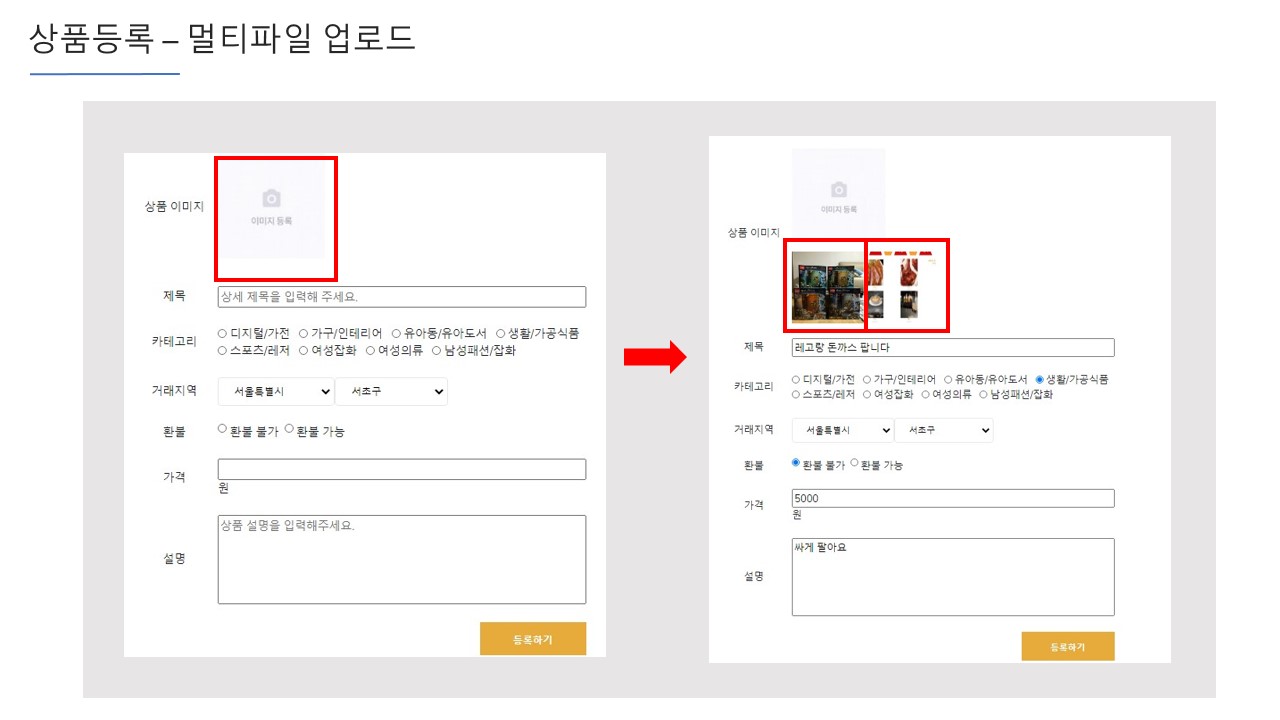 상품등록 – 멀티파일 업로드
상품 이미지
이미지 등록
제목
상세 제목을 입력해 주세요.
카테고리
디지털/가전 가구/인테리어 유아동/유아도서 생활/가공식품
스포츠/레저 여성잡화 여성의류 남성패션/잡화
거래지역
서울특별시 서초구
환불
환불 불가 환불 가능
가격
원
설명
상품 설명을 입력해주세요.
등록하기
상품 이미지
이미지 등록
제목
레고랑 돈까스 팝니다
카테고리
디지털/가전 가구/인테리어 유아동/유아도서 생활/가공식품
스포츠/레저 여성잡화 여성의류 남성패션/잡화
거래지역
서울특별시 서초구
환불
환불 불가 환불 가능
가격
5000
원
설명
싸게 팔아요
등록하기